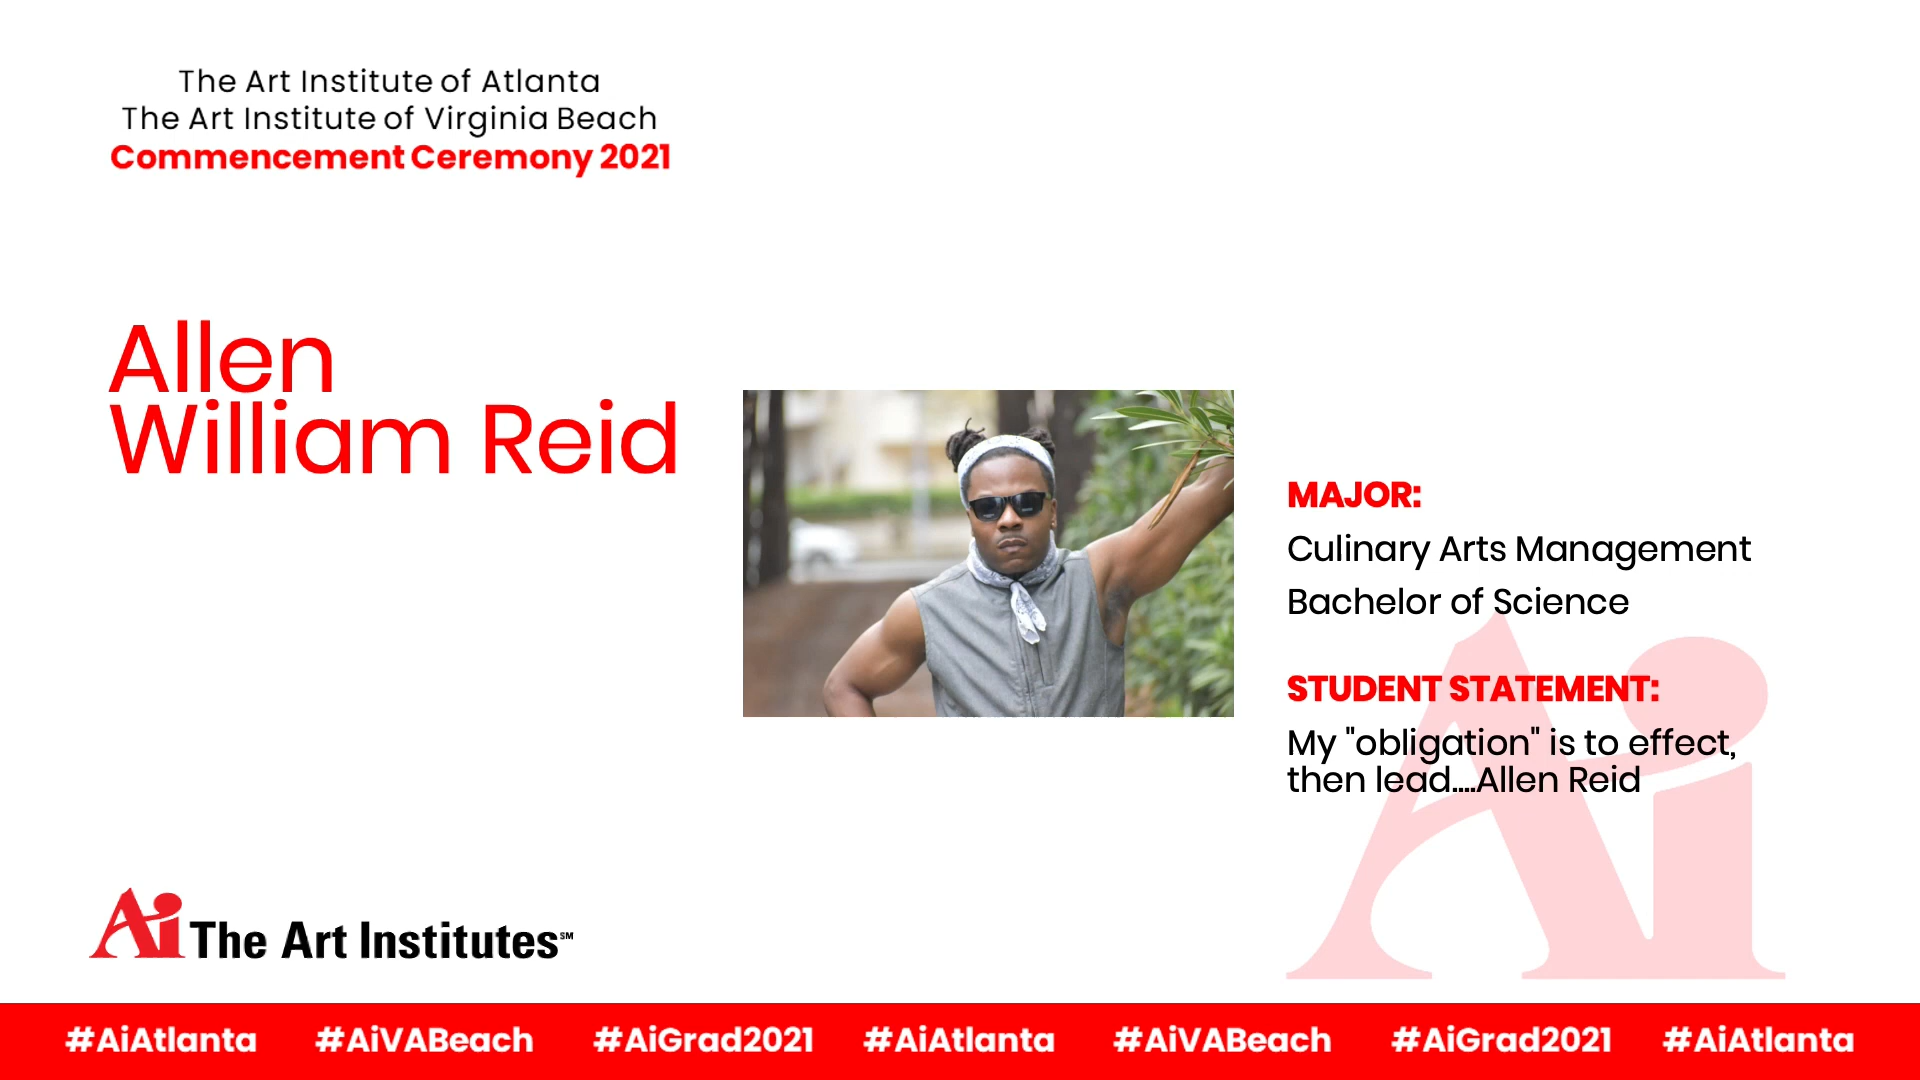 The Art Institute of Atlanta
The Art Institute of Virginia Beach
Commencement Ceremony 2021
Allen
William Reid
MAJOR:
Culinary Arts Management
Bachelor of Science
STUDENT STATEMENT:
My "obligation" is to effect,
then lead....Allen Reid
Ai
Ai The Art Institutes℠
#AiAtlanta #AiVABeach #AiGrad2021 #AiAtlanta #AiVABeach #AiGrad2021 #AiAtlanta